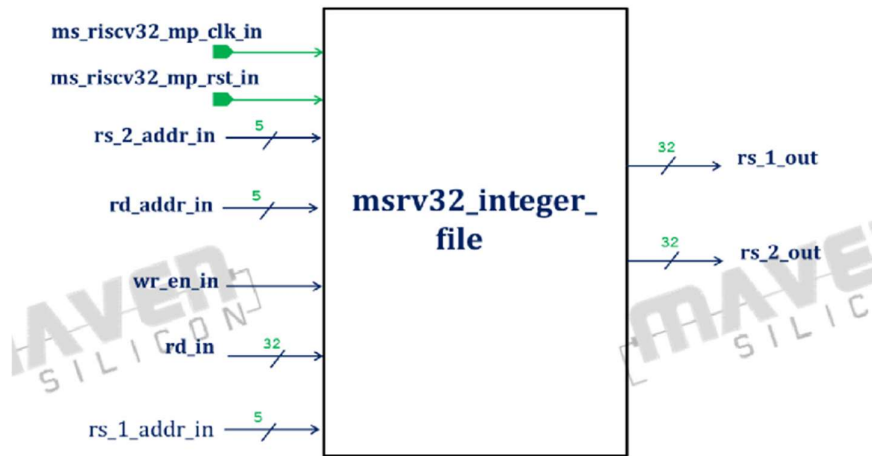 ms_riscv32_mp_clk_in
ms_riscv32_mp_rst_in
5
rs_2_addr_in
5
rd_addr_in
wr_en_in
32
rd_in
5
rs_1_addr_in
msrv32_integer_
file
32
rs_1_out
32
rs_2_out
MAVEN
SILICON
MAVEN
SILICON